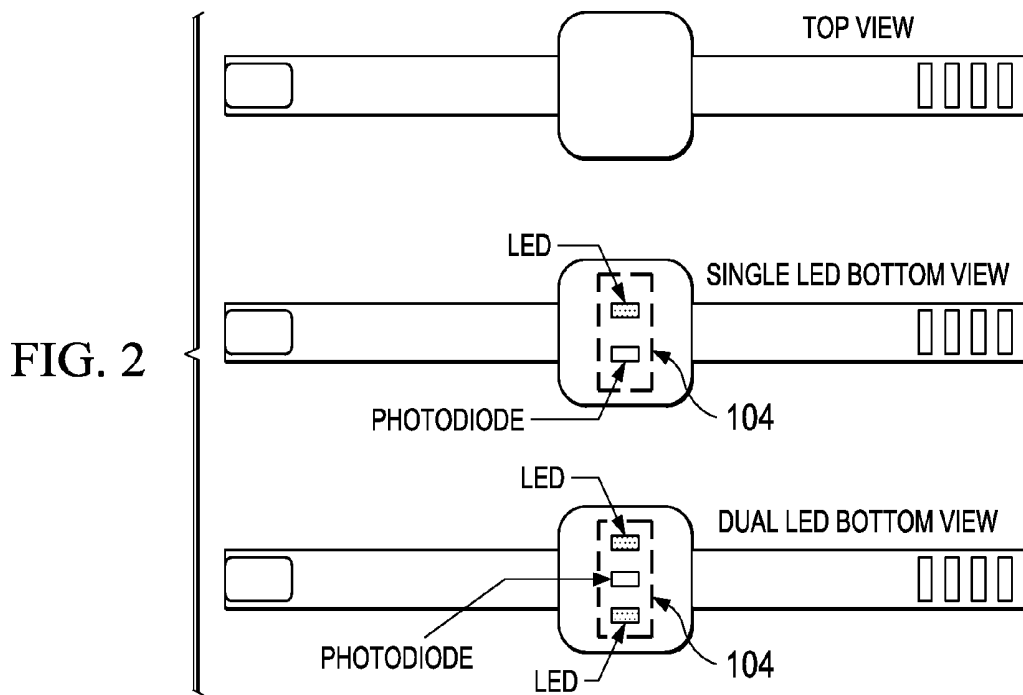 TOP VIEW
LED
SINGLE LED BOTTOM VIEW
FIG. 2
PHOTODIODE
104
LED
DUAL LED BOTTOM VIEW
PHOTODIODE
104
LED